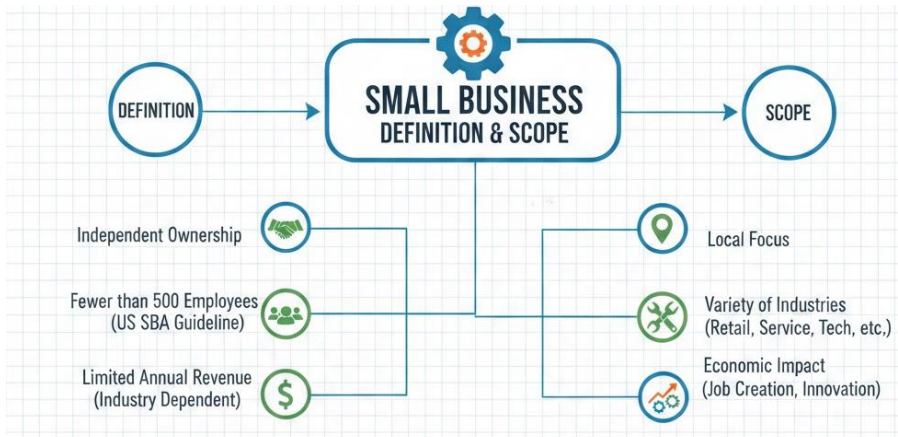 DEFINITION
SMALL BUSINESS
DEFINITION & SCOPE
SCOPE
Independent Ownership
Fewer than 500 Employees
(US SBA Guideline)
Limited Annual Revenue
(Industry Dependent)
$
Local Focus
Variety of Industries
(Retail, Service, Tech, etc,)
Economic Impact
(Job Creation, Innovation)